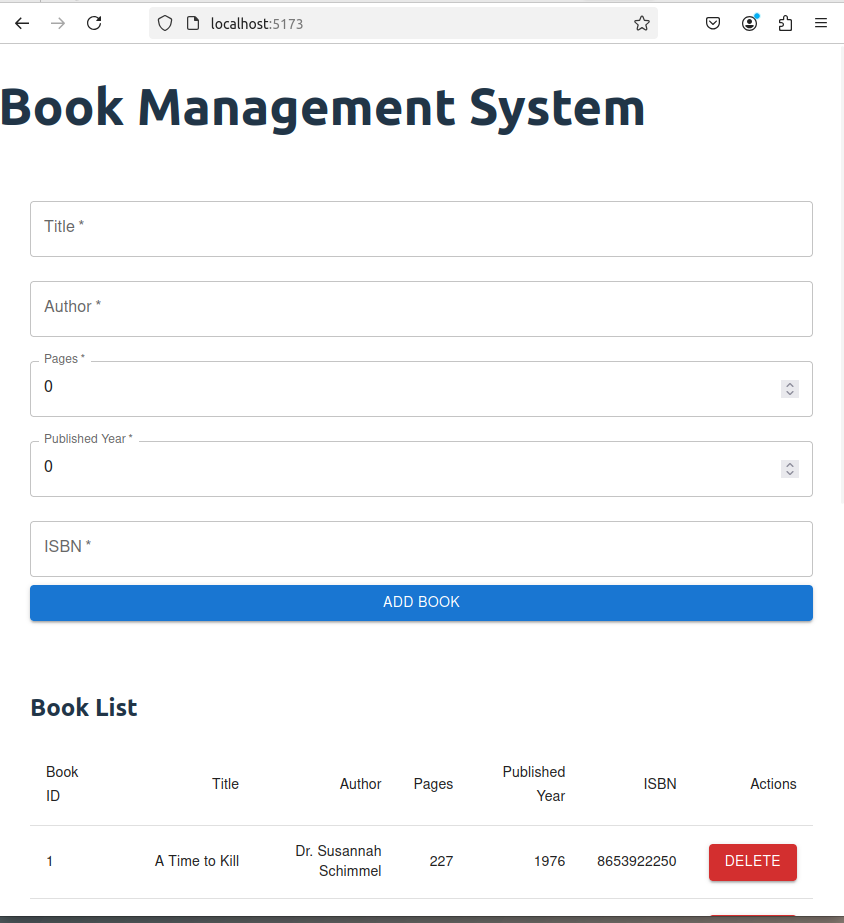 localhost:5173
Book Management System
Title *
Author *
Pages *
0
Published Year *
0
ISBN *
ADD BOOK
Book List
Book ID Title Author Pages Published Year ISBN Actions
1 A Time to Kill Dr. Susannah Schimmel 227 1976 8653922250 DELETE